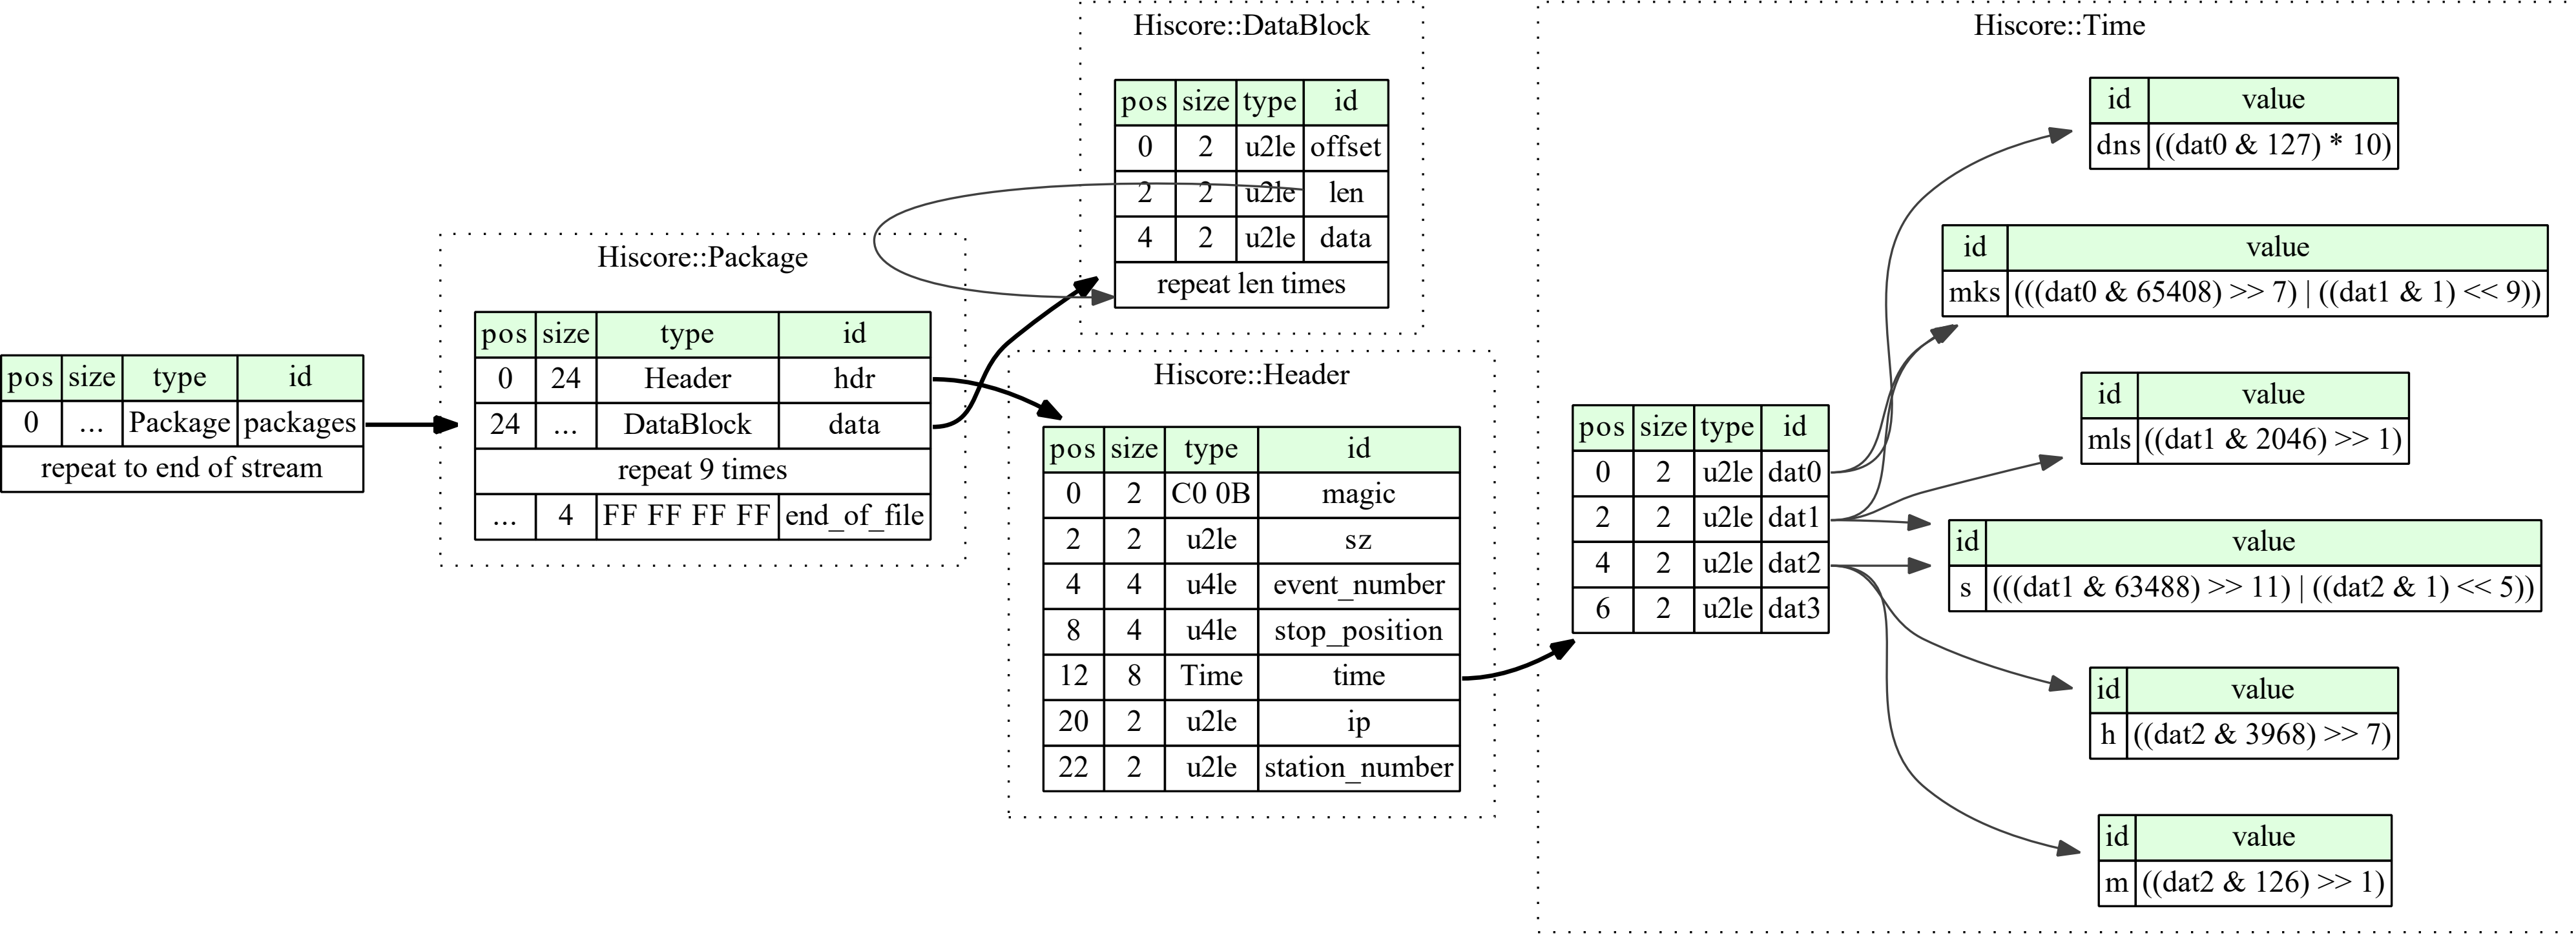 pos size type id
0 ... Package packages
repeat to end of stream
Hiscore::Package
pos size type id
0 24 Header hdr
24 ... DataBlock data
repeat 9 times
... 4 FF FF FF FF end_of_file
Hiscore::DataBlock
pos size type id
0 2 u2le offset
2 2 u2le len
4 2 u2le data
repeat len times
Hiscore::Header
pos size type id
0 2 C0 0B magic
2 2 u2le sz
4 4 u4le event_number
8 4 u4le stop_position
12 8 Time time
20 2 u2le ip
22 2 u2le station_number
Hiscore::Time
pos size type id
0 2 u2le dat0
2 2 u2le dat1
4 2 u2le dat2
6 2 u2le dat3
id value
dns ((dat0 & 127) * 10)
id value
mks (((dat0 & 65408) >> 7) | ((dat1 & 1) << 9))
id value
mls ((dat1 & 2046) >> 1)
id value
s (((dat1 & 63488) >> 11) | ((dat2 & 1) << 5))
id value
h ((dat2 & 3968) >> 7)
id value
m ((dat2 & 126) >> 1)